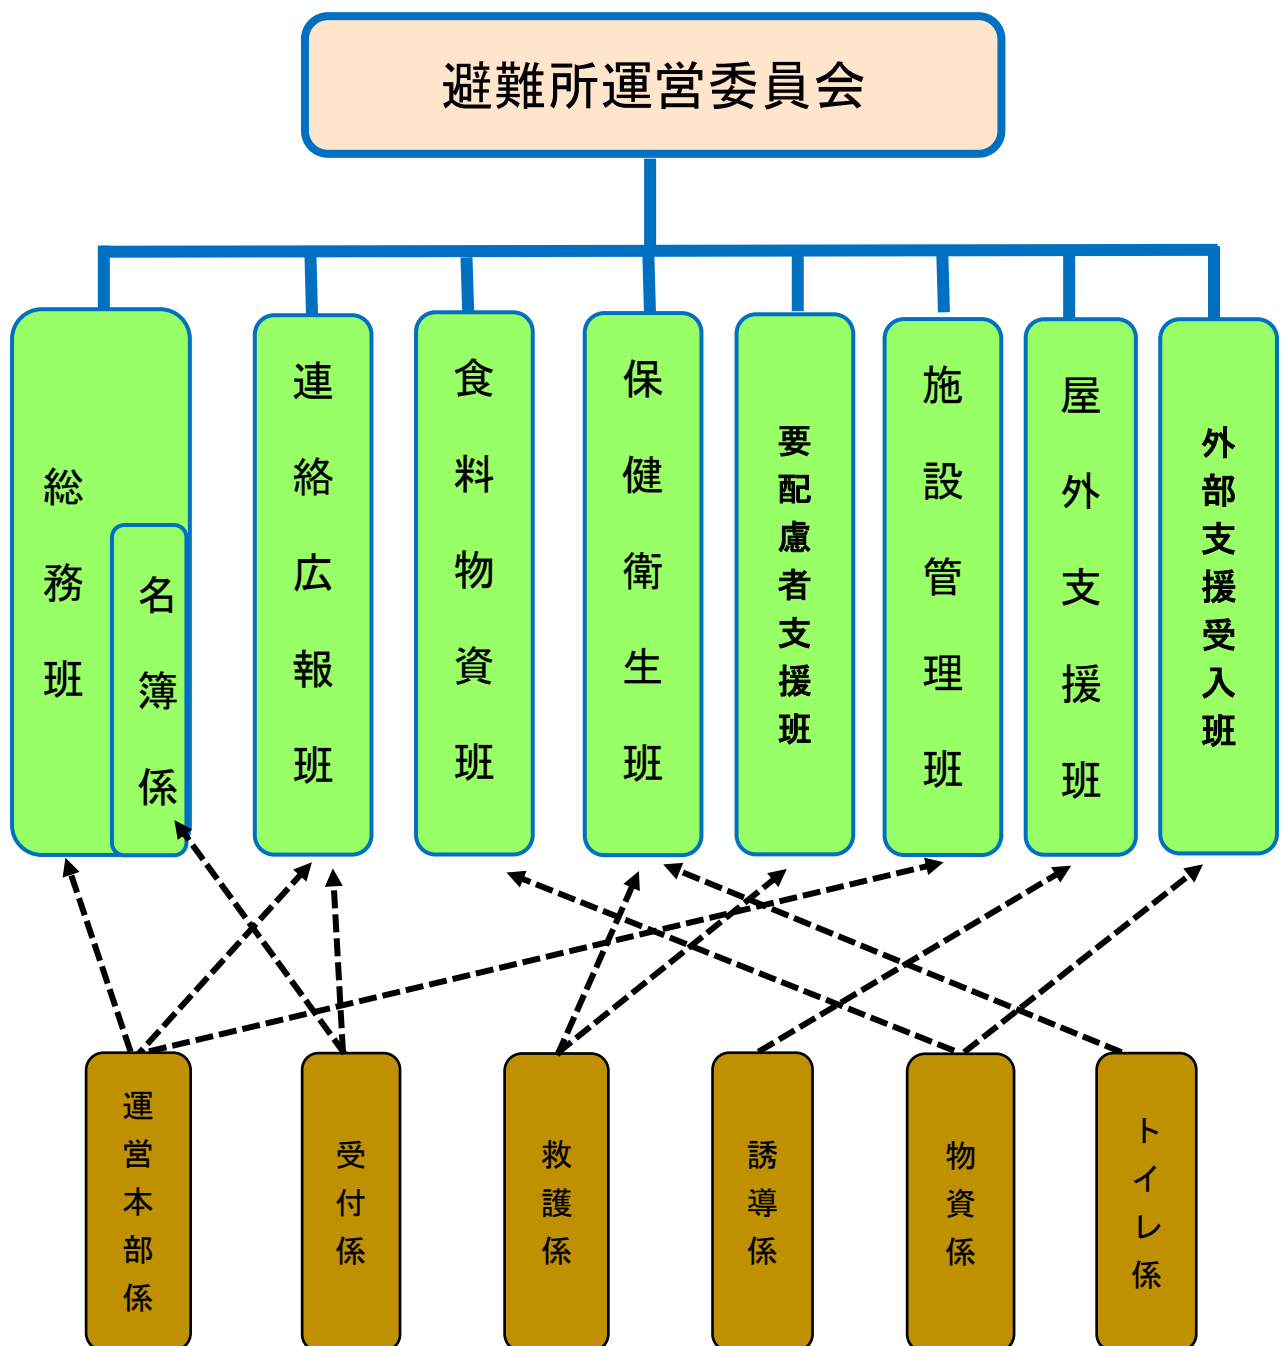 避難所運営委員会
総務班
名簿係
連絡広報班
食料物資班
保健衛生班
要配慮者支援班
施設管理班
屋外支援班
外部支援受入班
運営本部係
受付係
救護係
誘導係
物資係
トイレ係